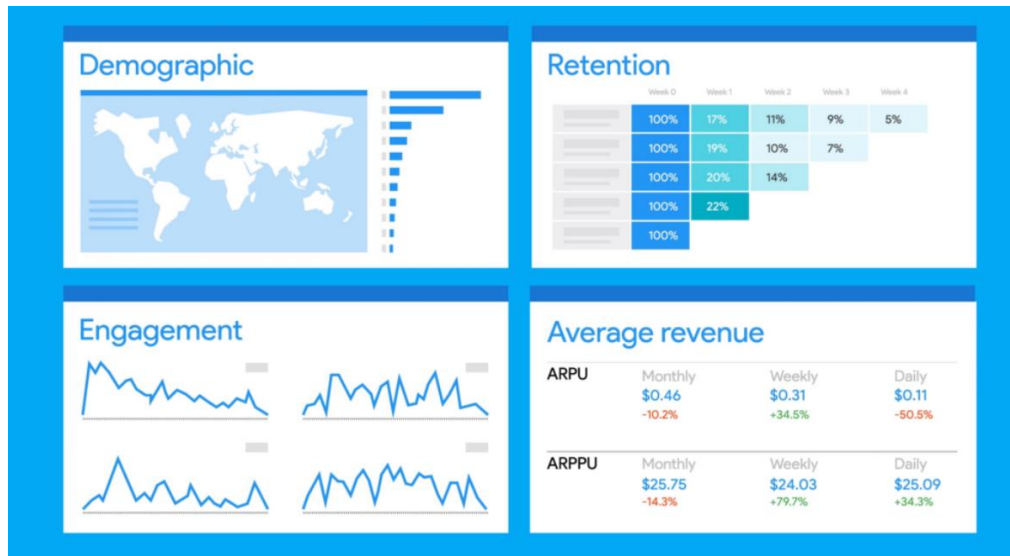 Demographic
Retention
Week 0 Week 1 Week 2 Week 3 Week 4
100% 17% 11% 9% 5%
100% 19% 10% 7%
100% 20% 14%
100% 22%
100%
Engagement
Average revenue
ARPU Monthly Weekly Daily
$0.46 $0.31 $0.11
-10.2% +34.5% -50.5%
ARPPU Monthly Weekly Daily
$25.75 $24.03 $25.09
-14.3% +79.7% +34.3%